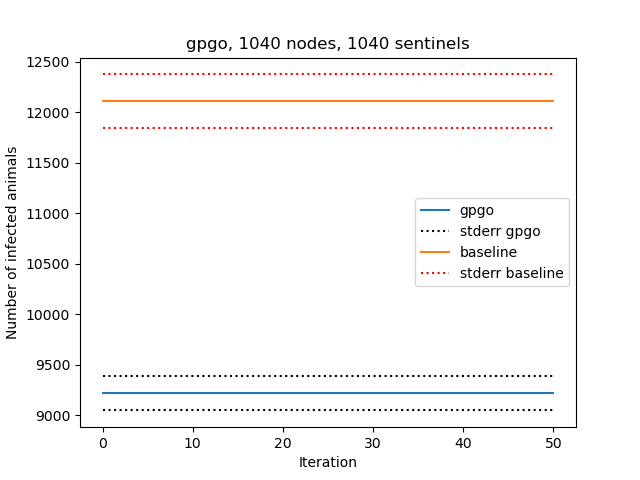 gpgo, 1040 nodes, 1040 sentinels
12500
12000
11500
11000
10500
10000
9500
9000
Number of infected animals
gpgo
stderr gpgo
baseline
stderr baseline
0 10 20 30 40 50
Iteration